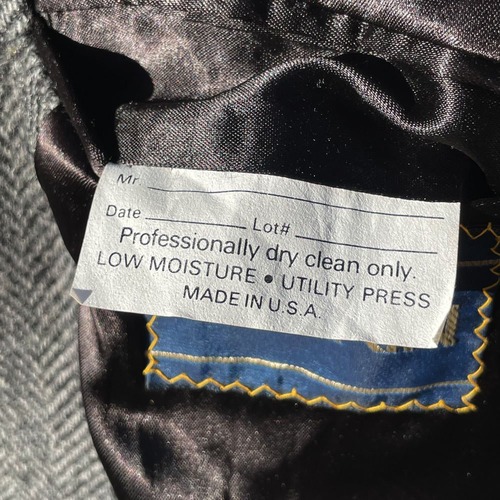 Mr.
Date Lot#
Professionally dry clean only.
LOW MOISTURE • UTILITY PRESS
MADE IN U.S.A.